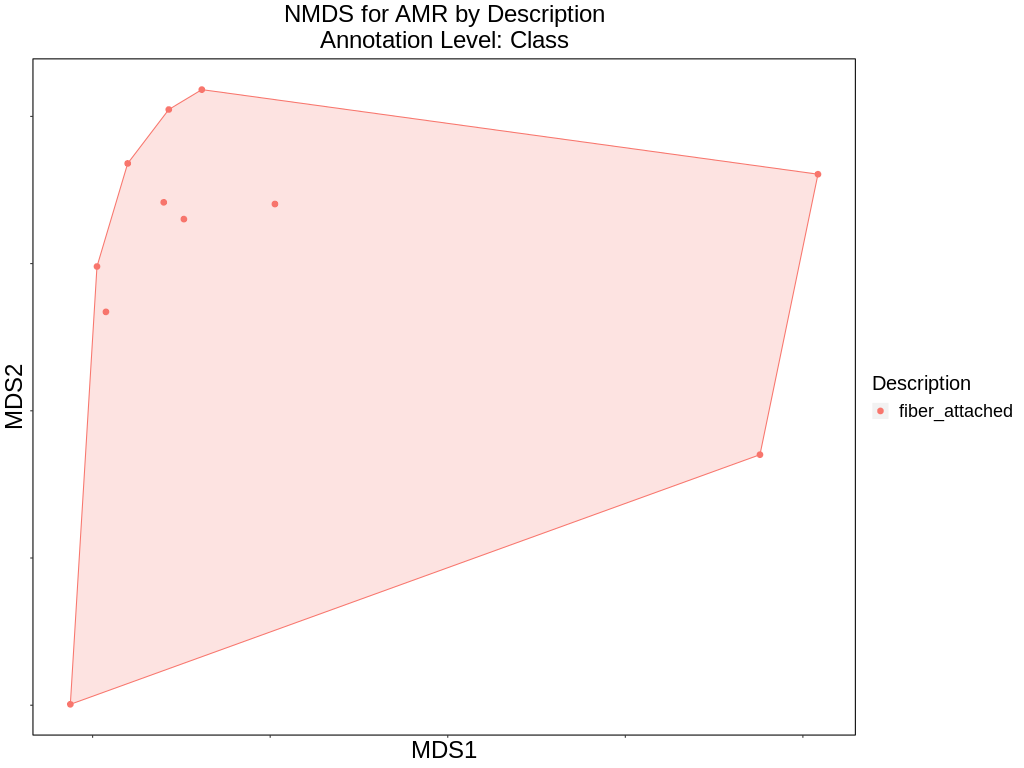 NMDS for AMR by Description
Annotation Level: Class
MDS2
MDS1
Description
fiber_attached